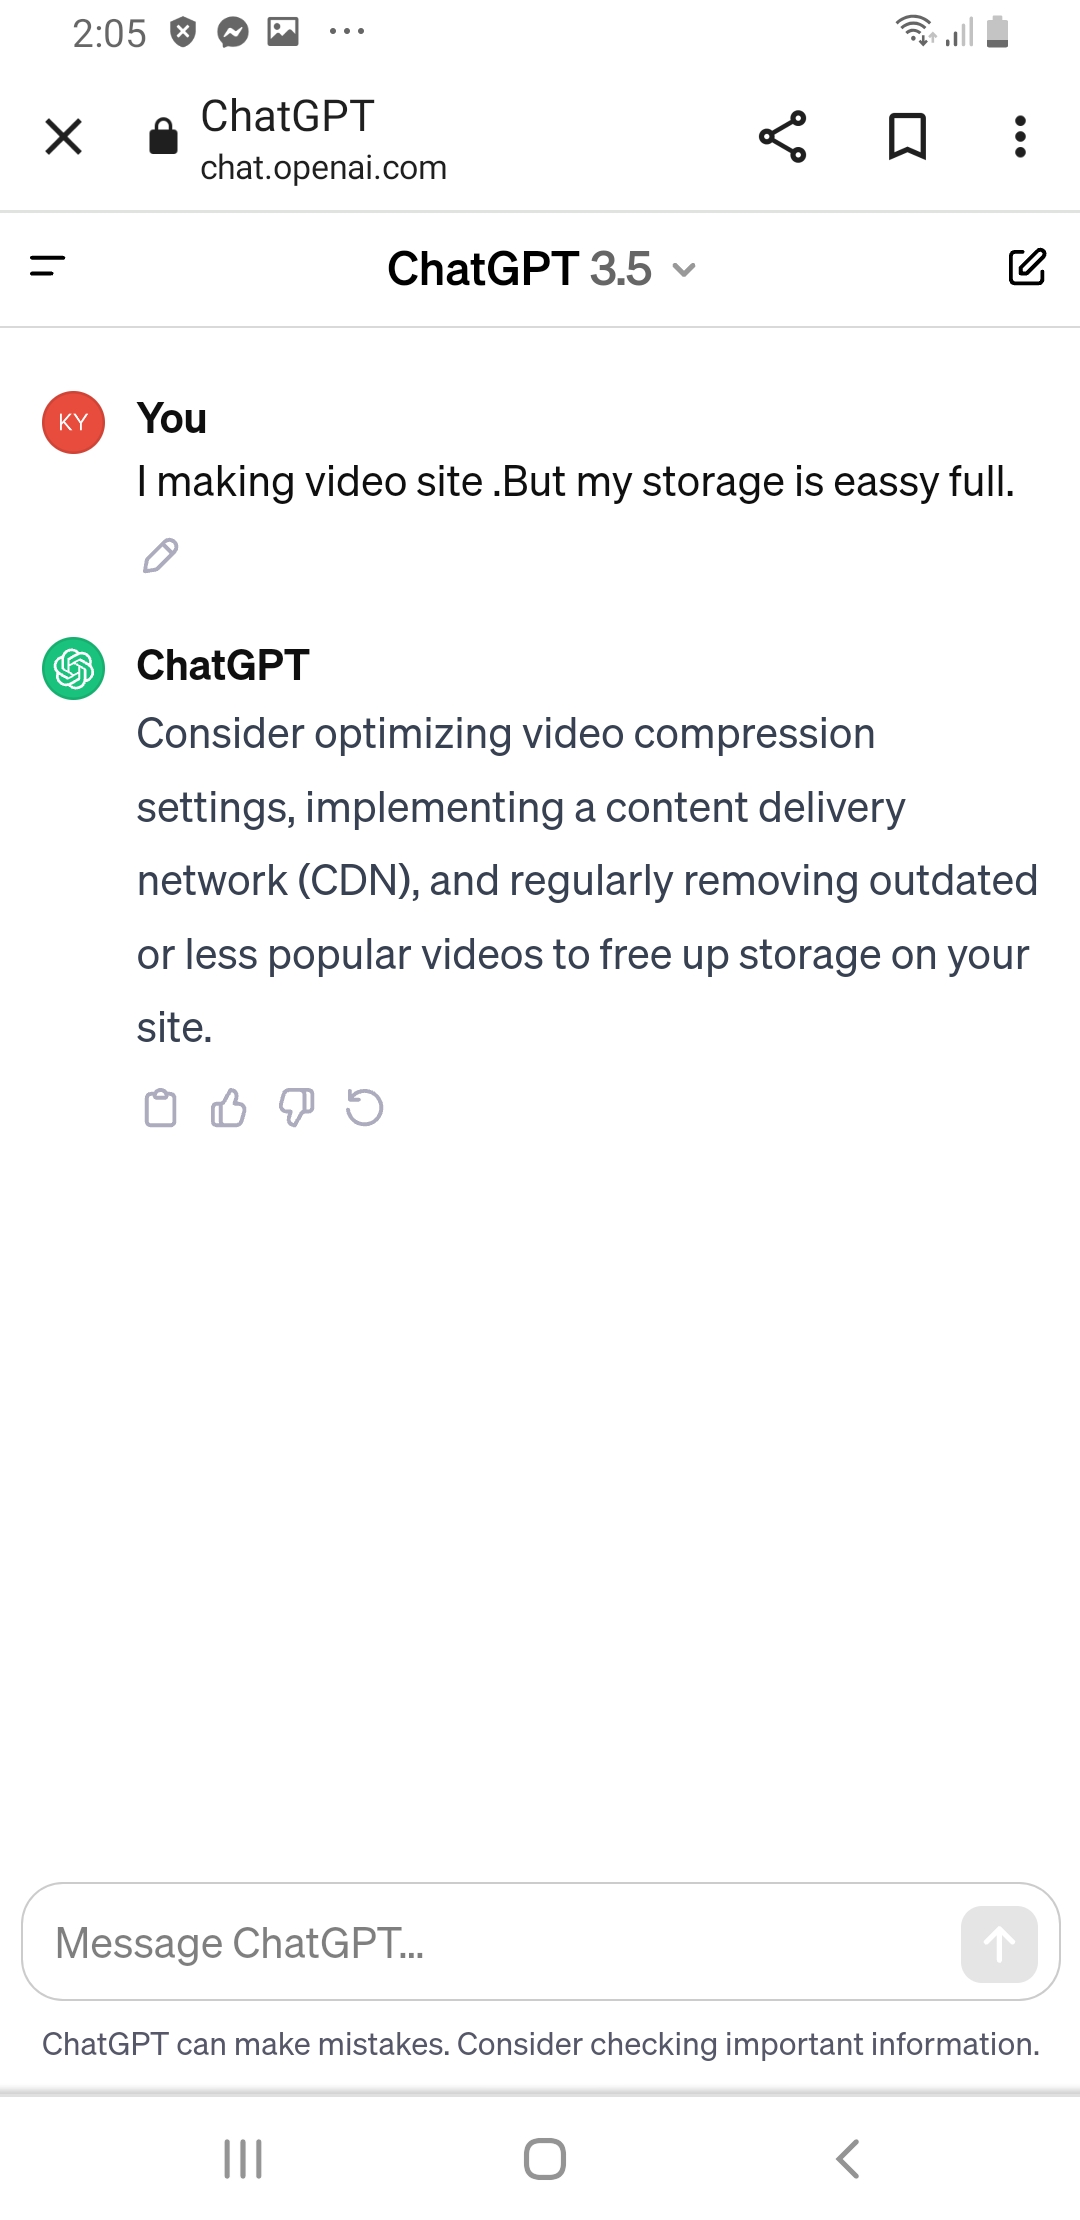 2:05
ChatGPT
chat.openai.com
ChatGPT 3.5
KY
You
I making video site .But my storage is eassy full.
ChatGPT
Consider optimizing video compression
settings, implementing a content delivery
network (CDN), and regularly removing outdated
or less popular videos to free up storage on your
site.
Message ChatGPT...
ChatGPT can make mistakes. Consider checking important information.